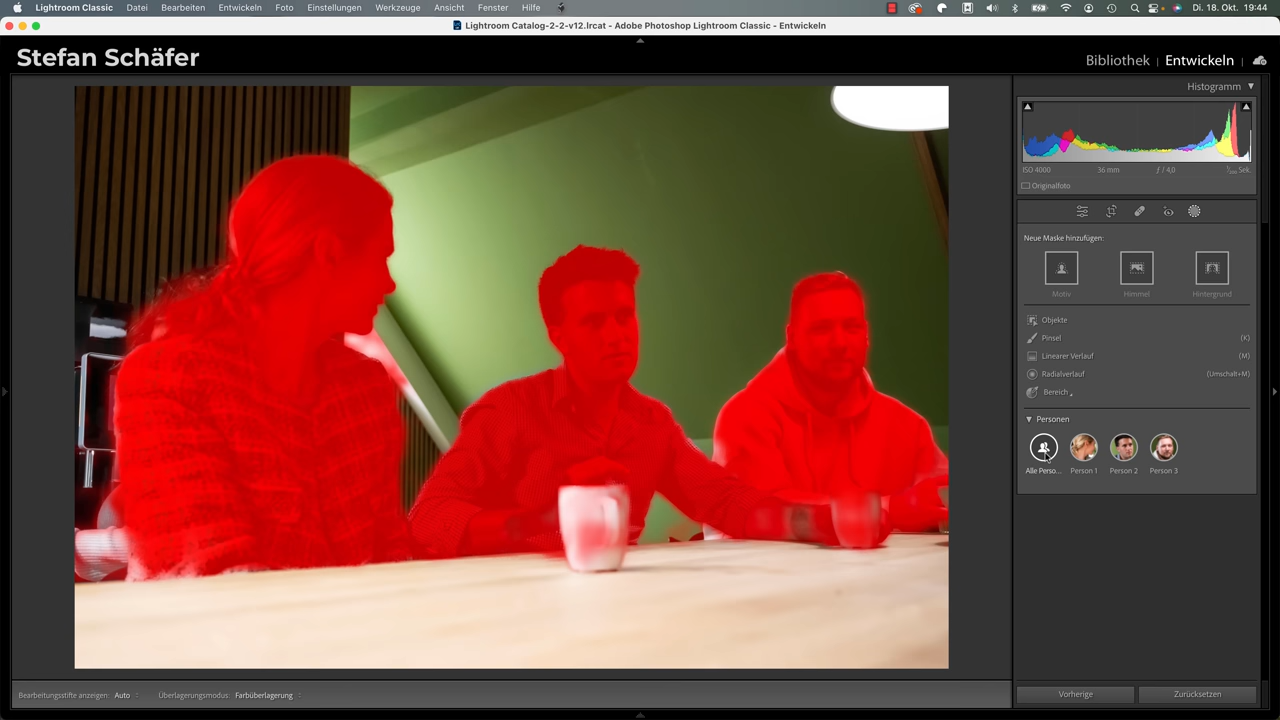 Lightroom Classic Datei Bearbeiten Entwickeln Foto Einstellungen Werkzeuge Ansicht Fenster Hilfe Di. 18. Okt. 19:44
Lightroom Catalog-2-2-v12.lrcat - Adobe Photoshop Lightroom Classic - Entwickeln
Stefan Schäfer
Bibliothek | Entwickeln |
Histogramm
ISO 4000 36 mm ƒ / 4,0 Sek.
Originalfoto
Neue Maske hinzufügen:
Motiv Himmel Hintergrund
Objekte
Pinsel (K)
Linearer Verlauf (M)
Radialverlauf (Umschalt+M)
Bereich
Personen
Alle Perso... Person 1 Person 2 Person 3
Bearbeitungsstifte anzeigen: Auto Überlagerungsmodus: Farbüberlagerung
Vorherige Zurücksetzen